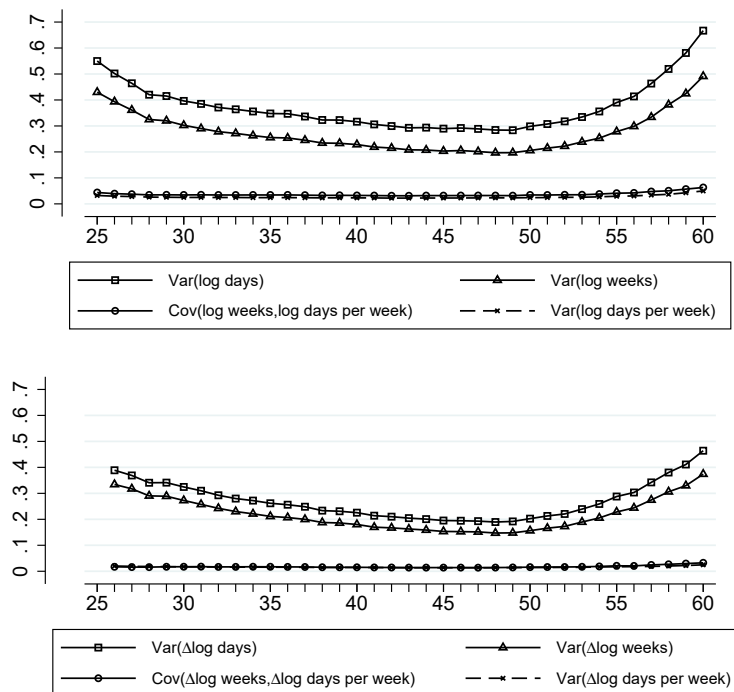 .7
.6
.5
.4
.3
.2
.1
0
25 30 35 40 45 50 55 60
Var(log days) Var(log weeks)
Cov(log weeks,log days per week) Var(log days per week)
.7
.6
.5
.4
.3
.2
.1
0
25 30 35 40 45 50 55 60
Var(Δlog days) Var(Δlog weeks)
Cov(Δlog weeks,Δlog days per week) Var(Δlog days per week)